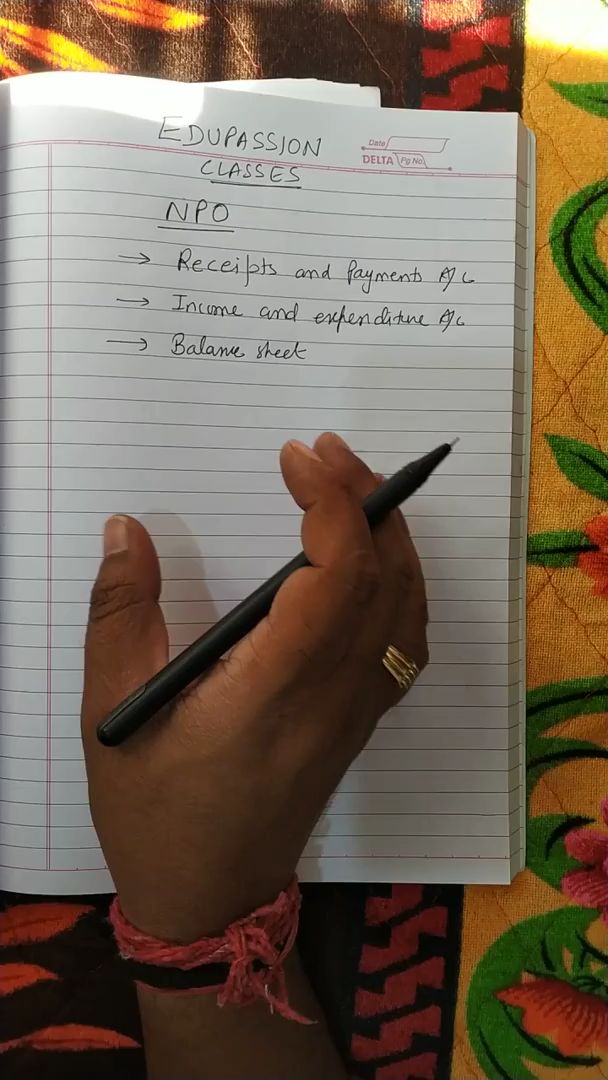 EDUPASSION
CLASSES
Date
DELTA Pg No.
NPO
→ Receipts and Payments A/c
→ Income and expenditure A/c
→ Balance sheet